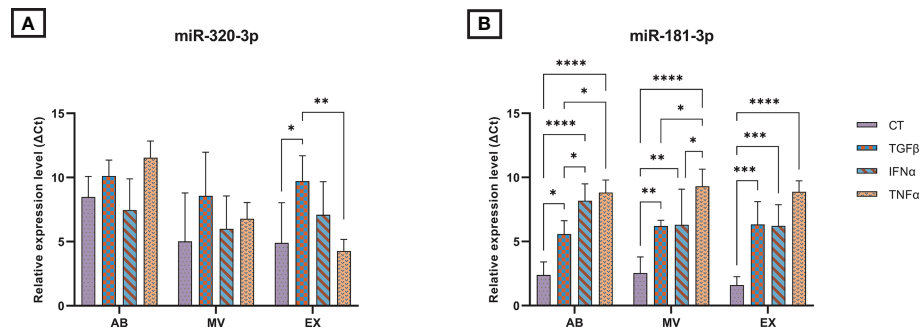 A
miR-320-3p
Relative expression level (ΔCt)
15
10
5
0
* **
AB MV EX
B
miR-181-3p
Relative expression level (ΔCt)
15
10
5
0
**** **** ****
* * ***
**** ** * ***
* * **
AB MV EX
CT
TGFβ
IFNα
TNFα